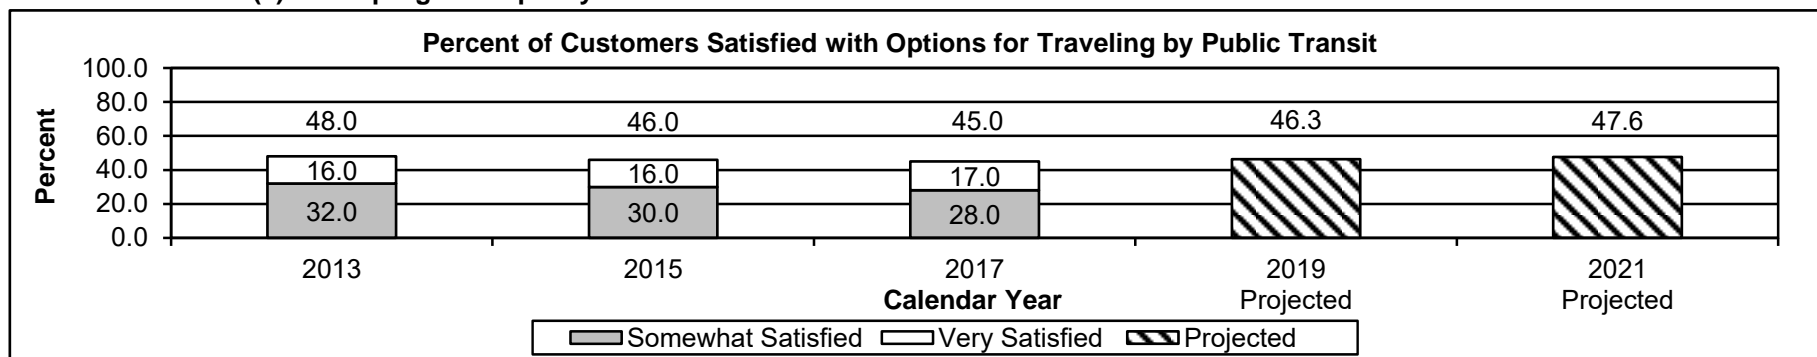 Percent of Customers Satisfied with Options for Traveling by Public Transit
Percent
100.0
80.0
60.0
40.0
20.0
0.0
48.0 46.0 45.0 46.3 47.6
16.0 16.0 17.0
32.0 30.0 28.0
2013 2015 2017 2019 2021
Calendar Year Projected Projected
Somewhat Satisfied Very Satisfied Projected